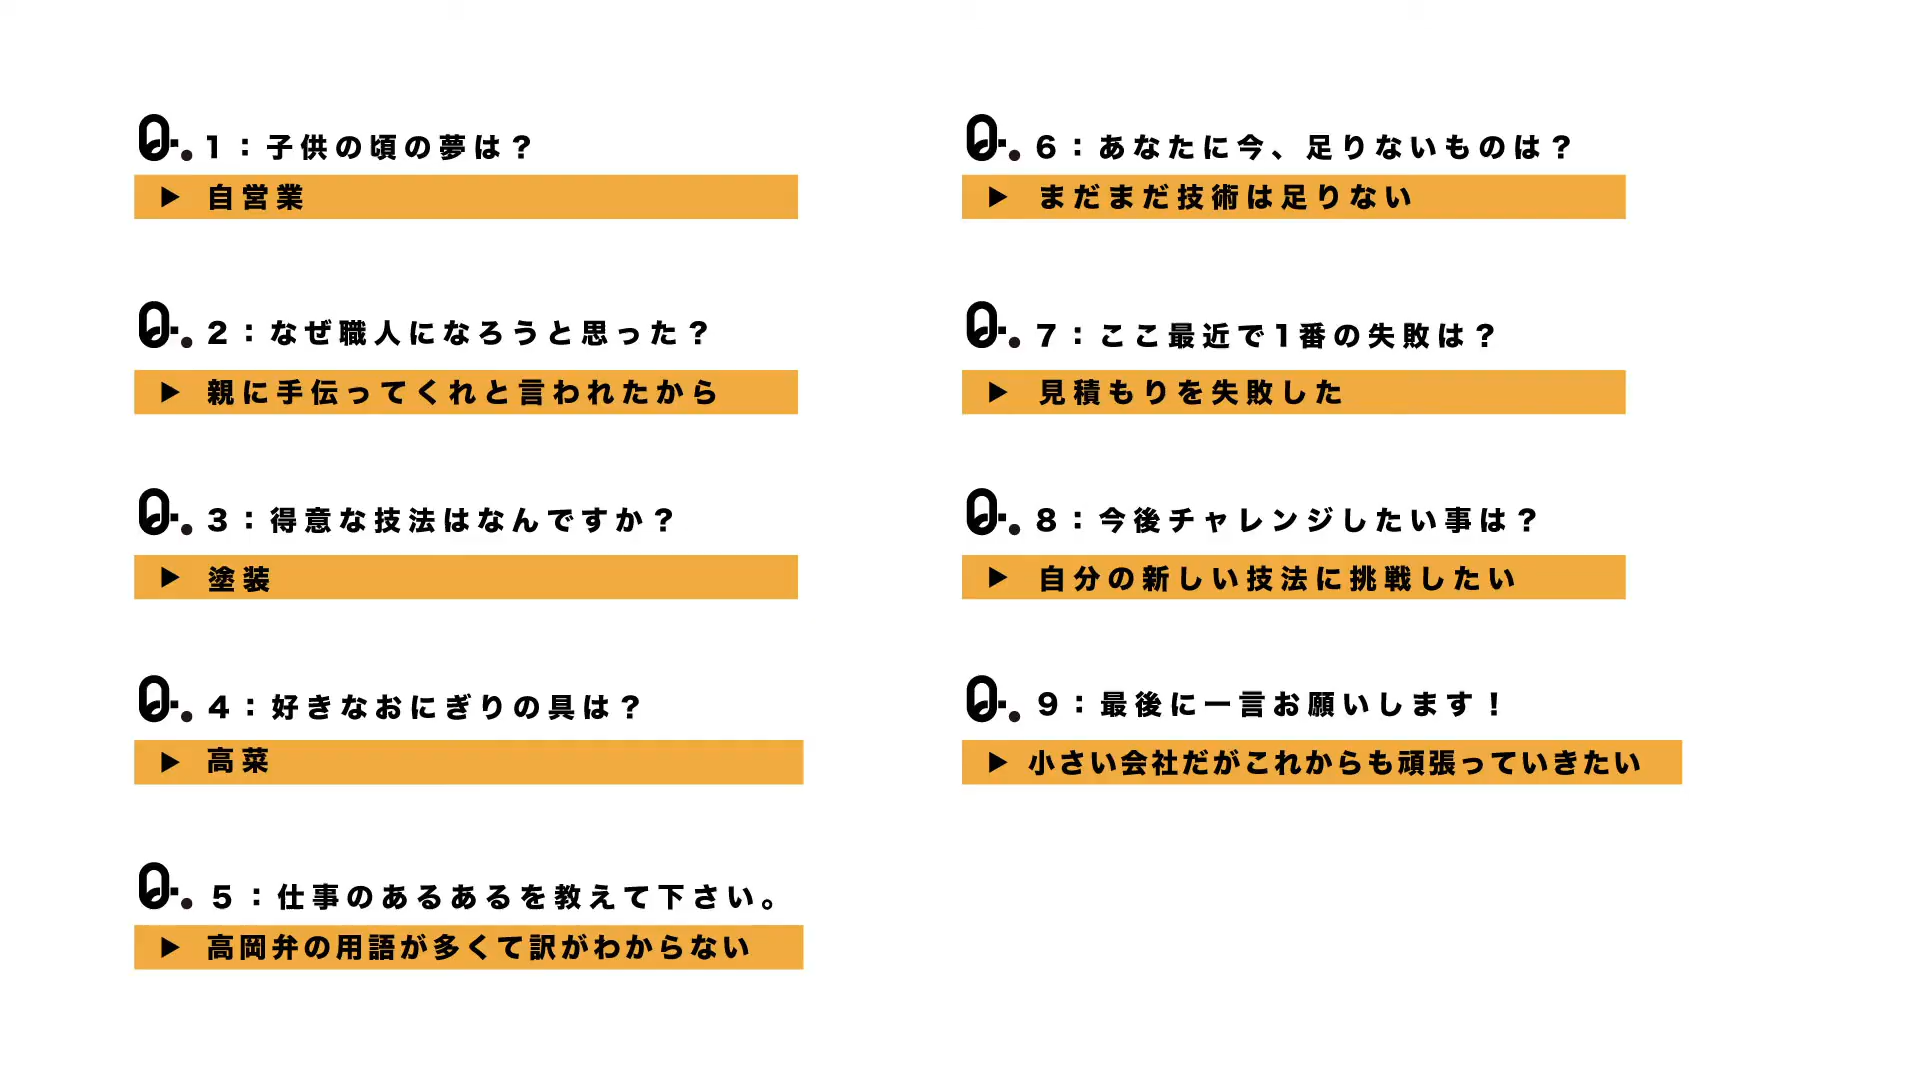 Q. 1：子供の頃の夢は？
▶ 自営業
Q. 2：なぜ職人になろうと思った？
▶ 親に手伝ってくれと言われたから
Q. 3：得意な技法はなんですか？
▶ 塗装
Q. 4：好きなおにぎりの具は？
▶ 高菜
Q. 5：仕事のあるあるを教えて下さい。
▶ 高岡弁の用語が多くて訳がわからない
Q. 6：あなたに今、足りないものは？
▶ まだまだ技術は足りない
Q. 7：ここ最近で1番の失敗は？
▶ 見積もりを失敗した
Q. 8：今後チャレンジしたい事は？
▶ 自分の新しい技法に挑戦したい
Q. 9：最後に一言お願いします！
▶ 小さい会社だがこれからも頑張っていきたい